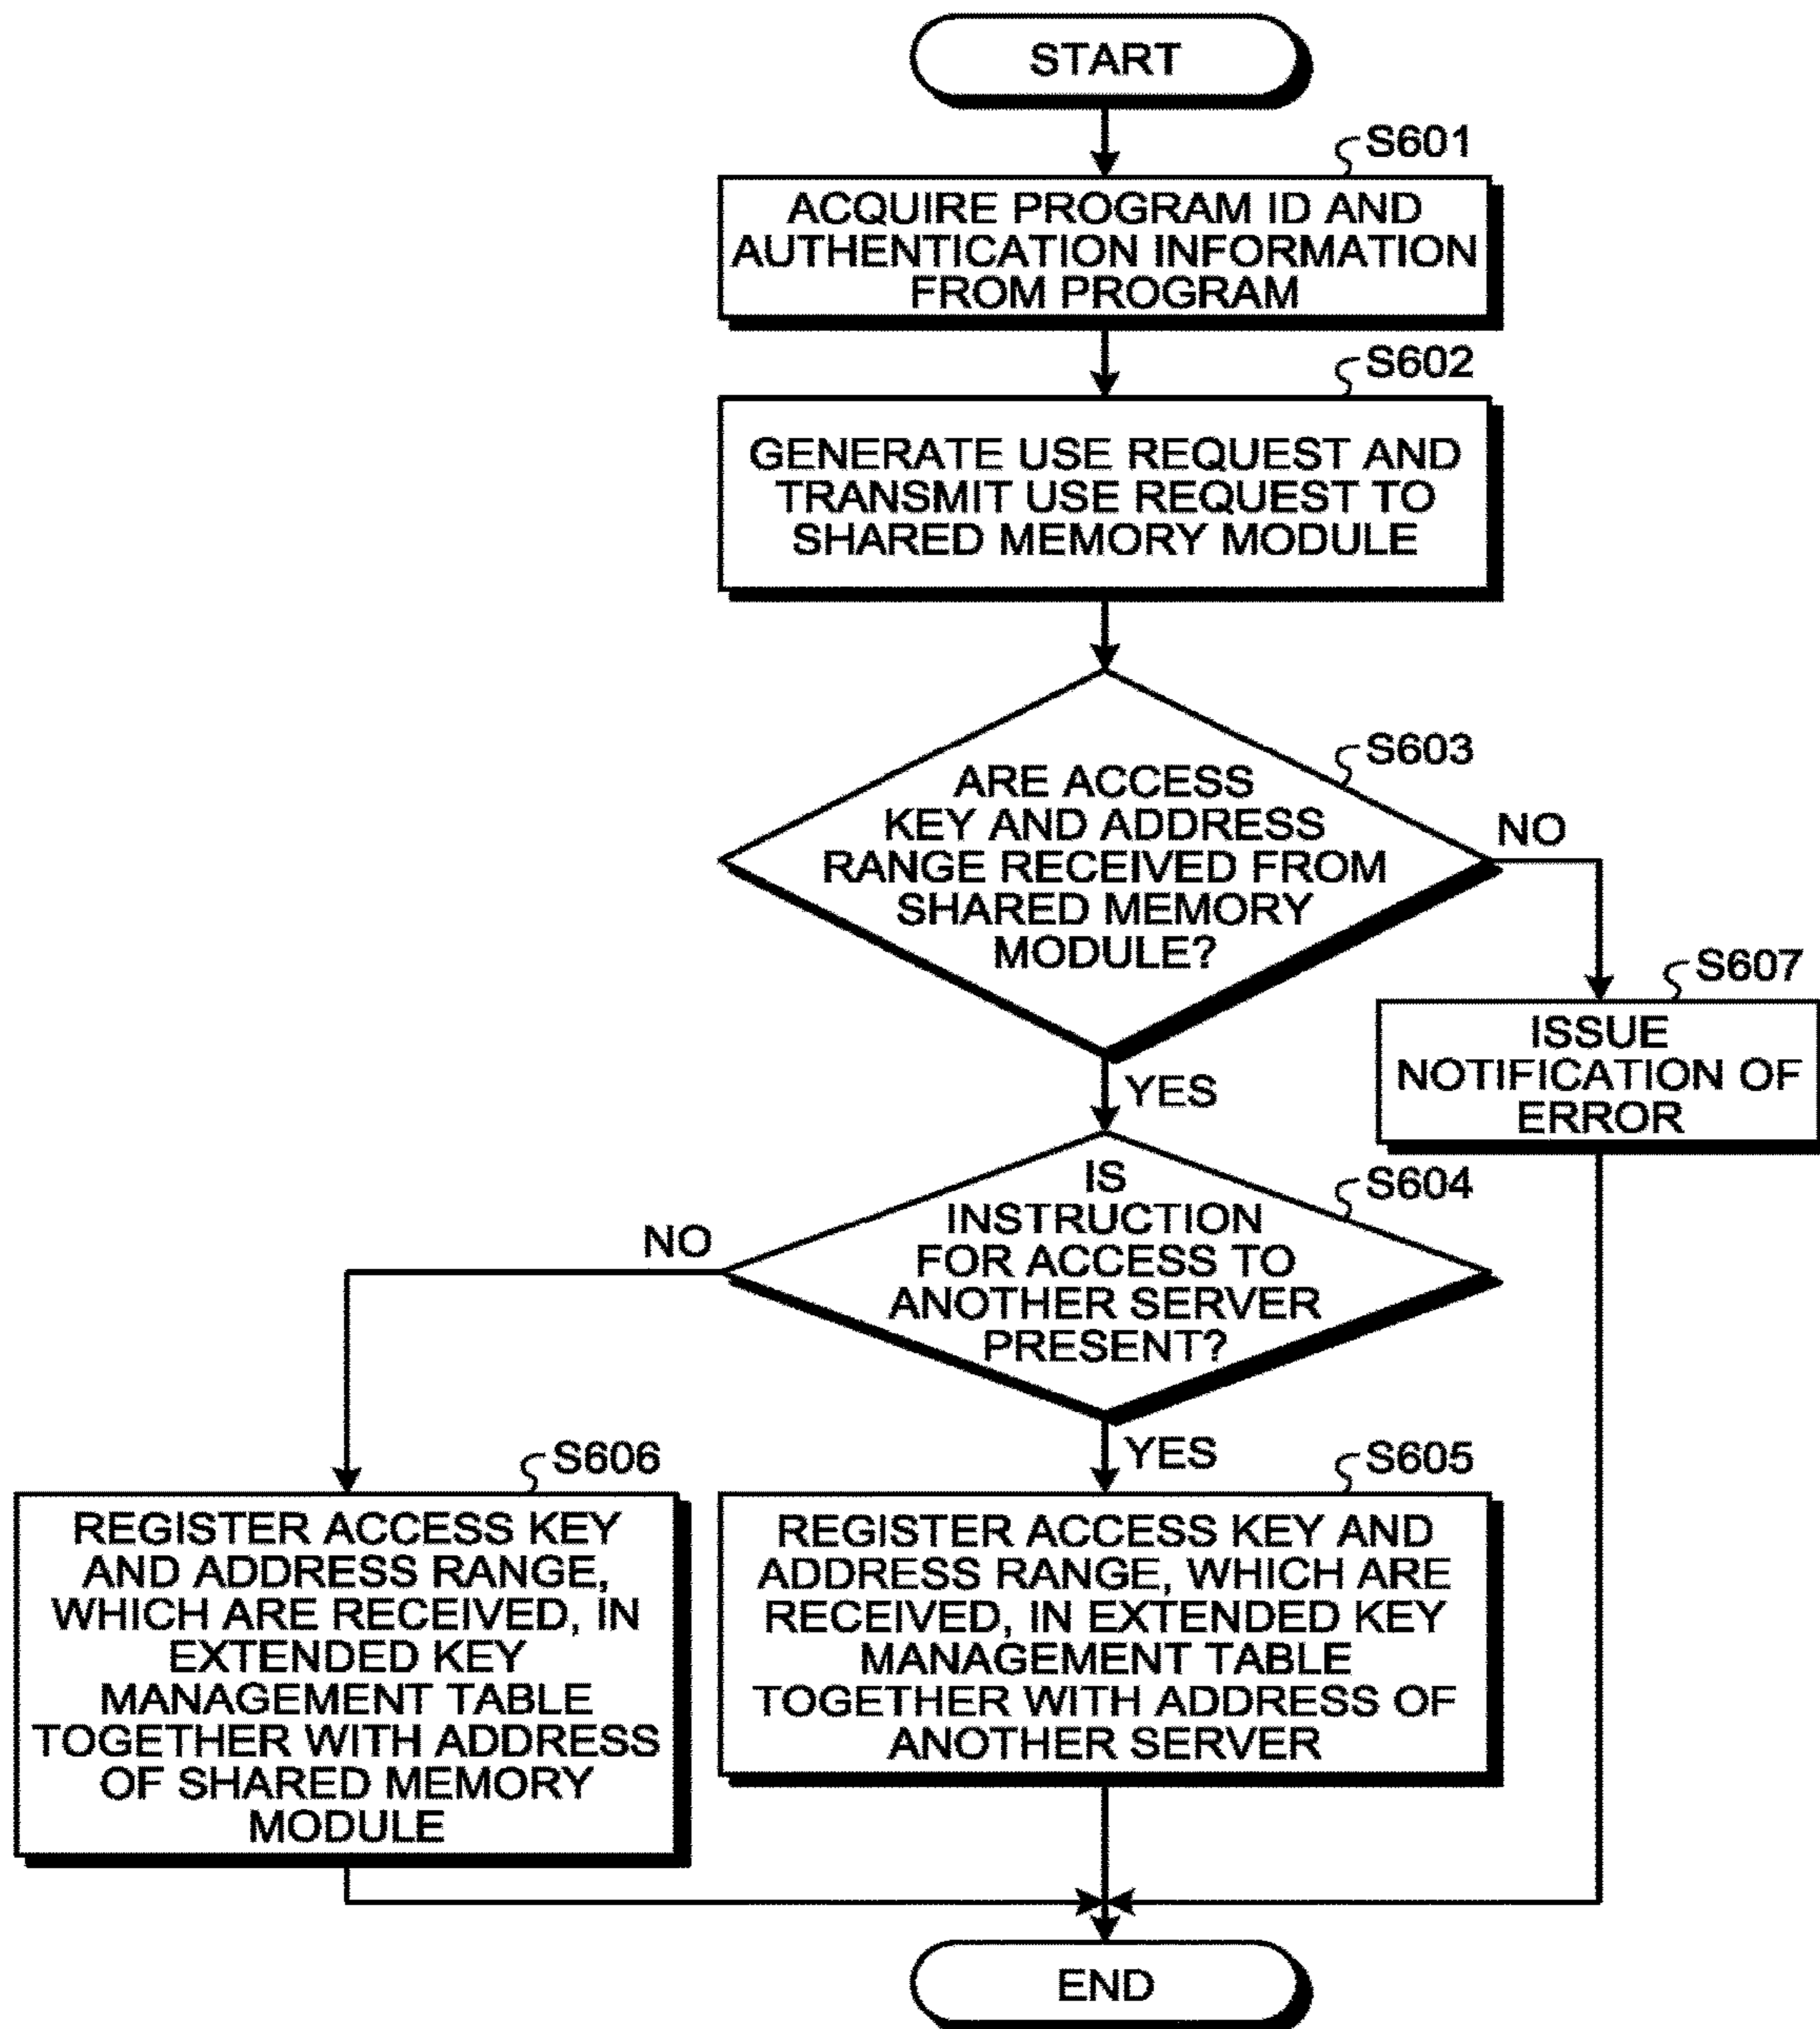 START
S601
ACQUIRE PROGRAM ID AND
AUTHENTICATION INFORMATION
FROM PROGRAM
S602
GENERATE USE REQUEST AND
TRANSMIT USE REQUEST TO
SHARED MEMORY MODULE
S603
ARE ACCESS
KEY AND ADDRESS
RANGE RECEIVED FROM
SHARED MEMORY
MODULE?
NO
YES
S607
ISSUE
NOTIFICATION OF
ERROR
S604
IS
INSTRUCTION
FOR ACCESS TO
ANOTHER SERVER
PRESENT?
NO
YES
S606
REGISTER ACCESS KEY
AND ADDRESS RANGE,
WHICH ARE RECEIVED, IN
EXTENDED KEY
MANAGEMENT TABLE
TOGETHER WITH ADDRESS
OF SHARED MEMORY
MODULE
S605
REGISTER ACCESS KEY AND
ADDRESS RANGE, WHICH ARE
RECEIVED, IN EXTENDED KEY
MANAGEMENT TABLE
TOGETHER WITH ADDRESS OF
ANOTHER SERVER
END